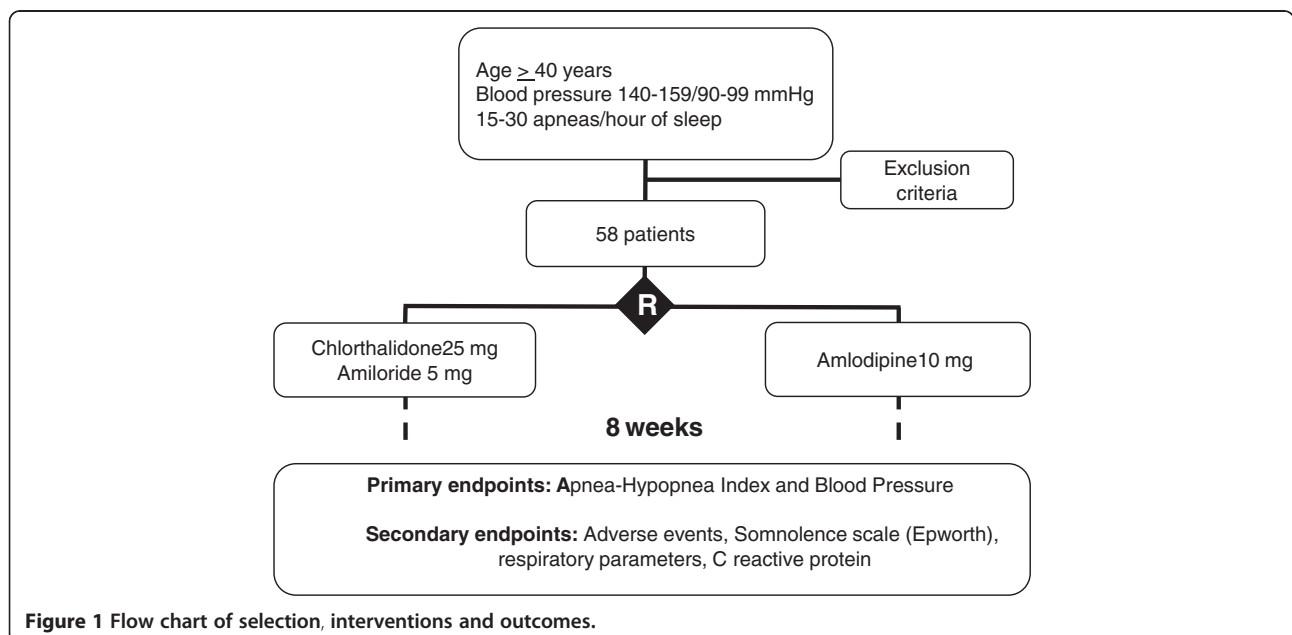 Age > 40 years
Blood pressure 140-159/90-99 mmHg
15-30 apneas/hour of sleep
Exclusion
criteria
58 patients
R
Chlorthalidone25 mg
Amiloride 5 mg
Amlodipine10 mg
8 weeks
Primary endpoints: Apnea-Hypopnea Index and Blood Pressure
Secondary endpoints: Adverse events, Somnolence scale (Epworth),
respiratory parameters, C reactive protein
Figure 1 Flow chart of selection, interventions and outcomes.